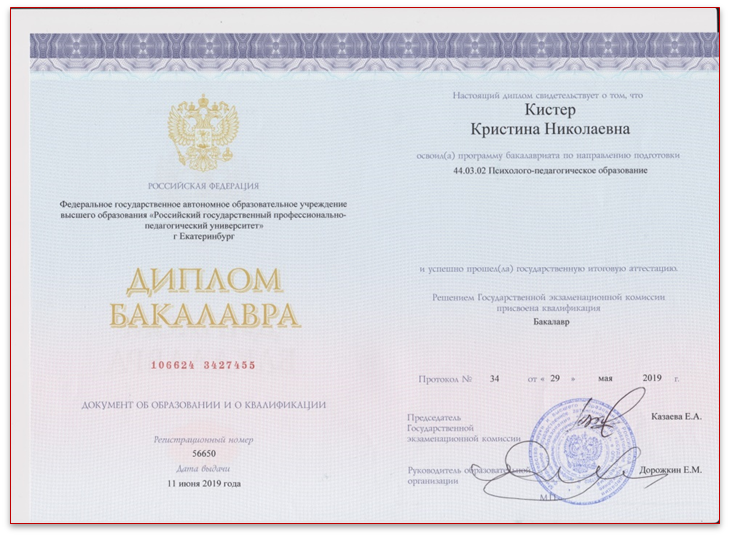 РОССИЙСКАЯ ФЕДЕРАЦИЯ
Федеральное государственное автономное образовательное учреждение
высшего образования «Российский государственный профессионально-
педагогический университет»
г Екатеринбург
ДИПЛОМ
БАКАЛАВРА
106624 3427455
ДОКУМЕНТ ОБ ОБРАЗОВАНИИ И О КВАЛИФИКАЦИИ
Регистрационный номер
56650
Дата выдачи
11 июня 2019 года
Настоящий диплом свидетельствует о том, что
Кистер
Кристина Николаевна
освоил(а) программу бакалавриата по направлению подготовки
44.03.02 Психолого-педагогическое образование
и успешно прошел(ла) государственную итоговую аттестацию
Решением Государственной экзаменационной комиссии
присвоена квалификация
Бакалавр
Протокол № 34 от « 29 » мая 2019 г.
Председатель
Государственной
экзаменационной комиссии
Казаева Е.А.
Руководитель образовательной
организации
Дорожкин Е.М.
М.П.